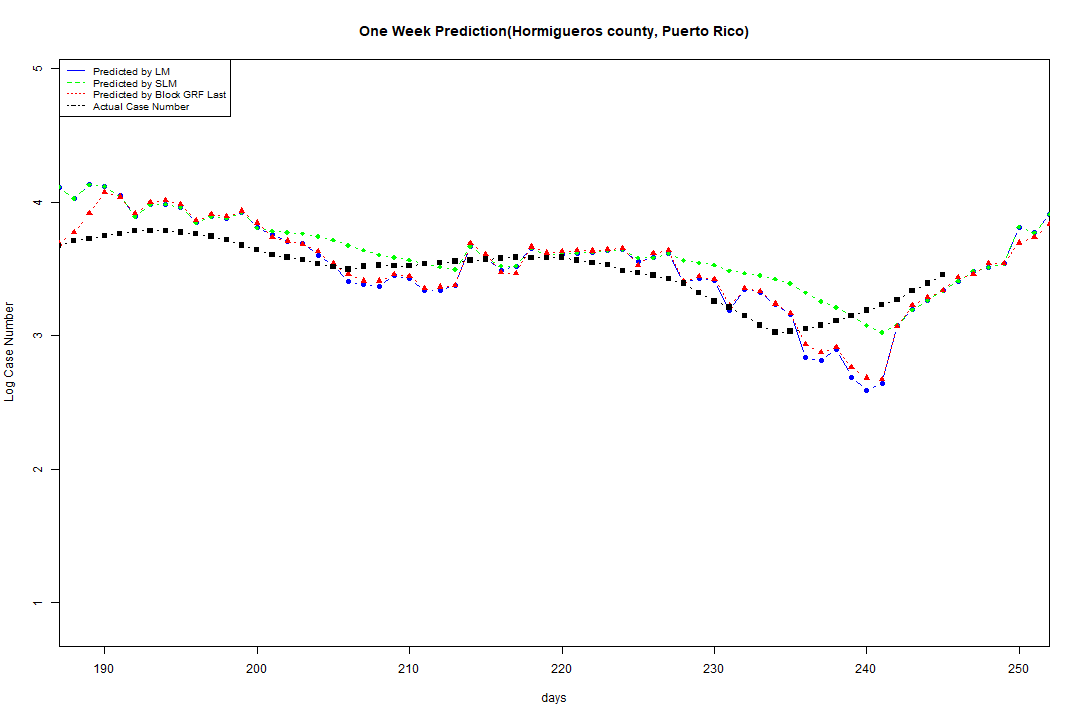 One Week Prediction(Hormigueros county, Puerto Rico)
Predicted by LM
Predicted by SLM
Predicted by Block GRF Last
Actual Case Number
5
4
3
2
1
Log Case Number
190 200 210 220 230 240 250
days